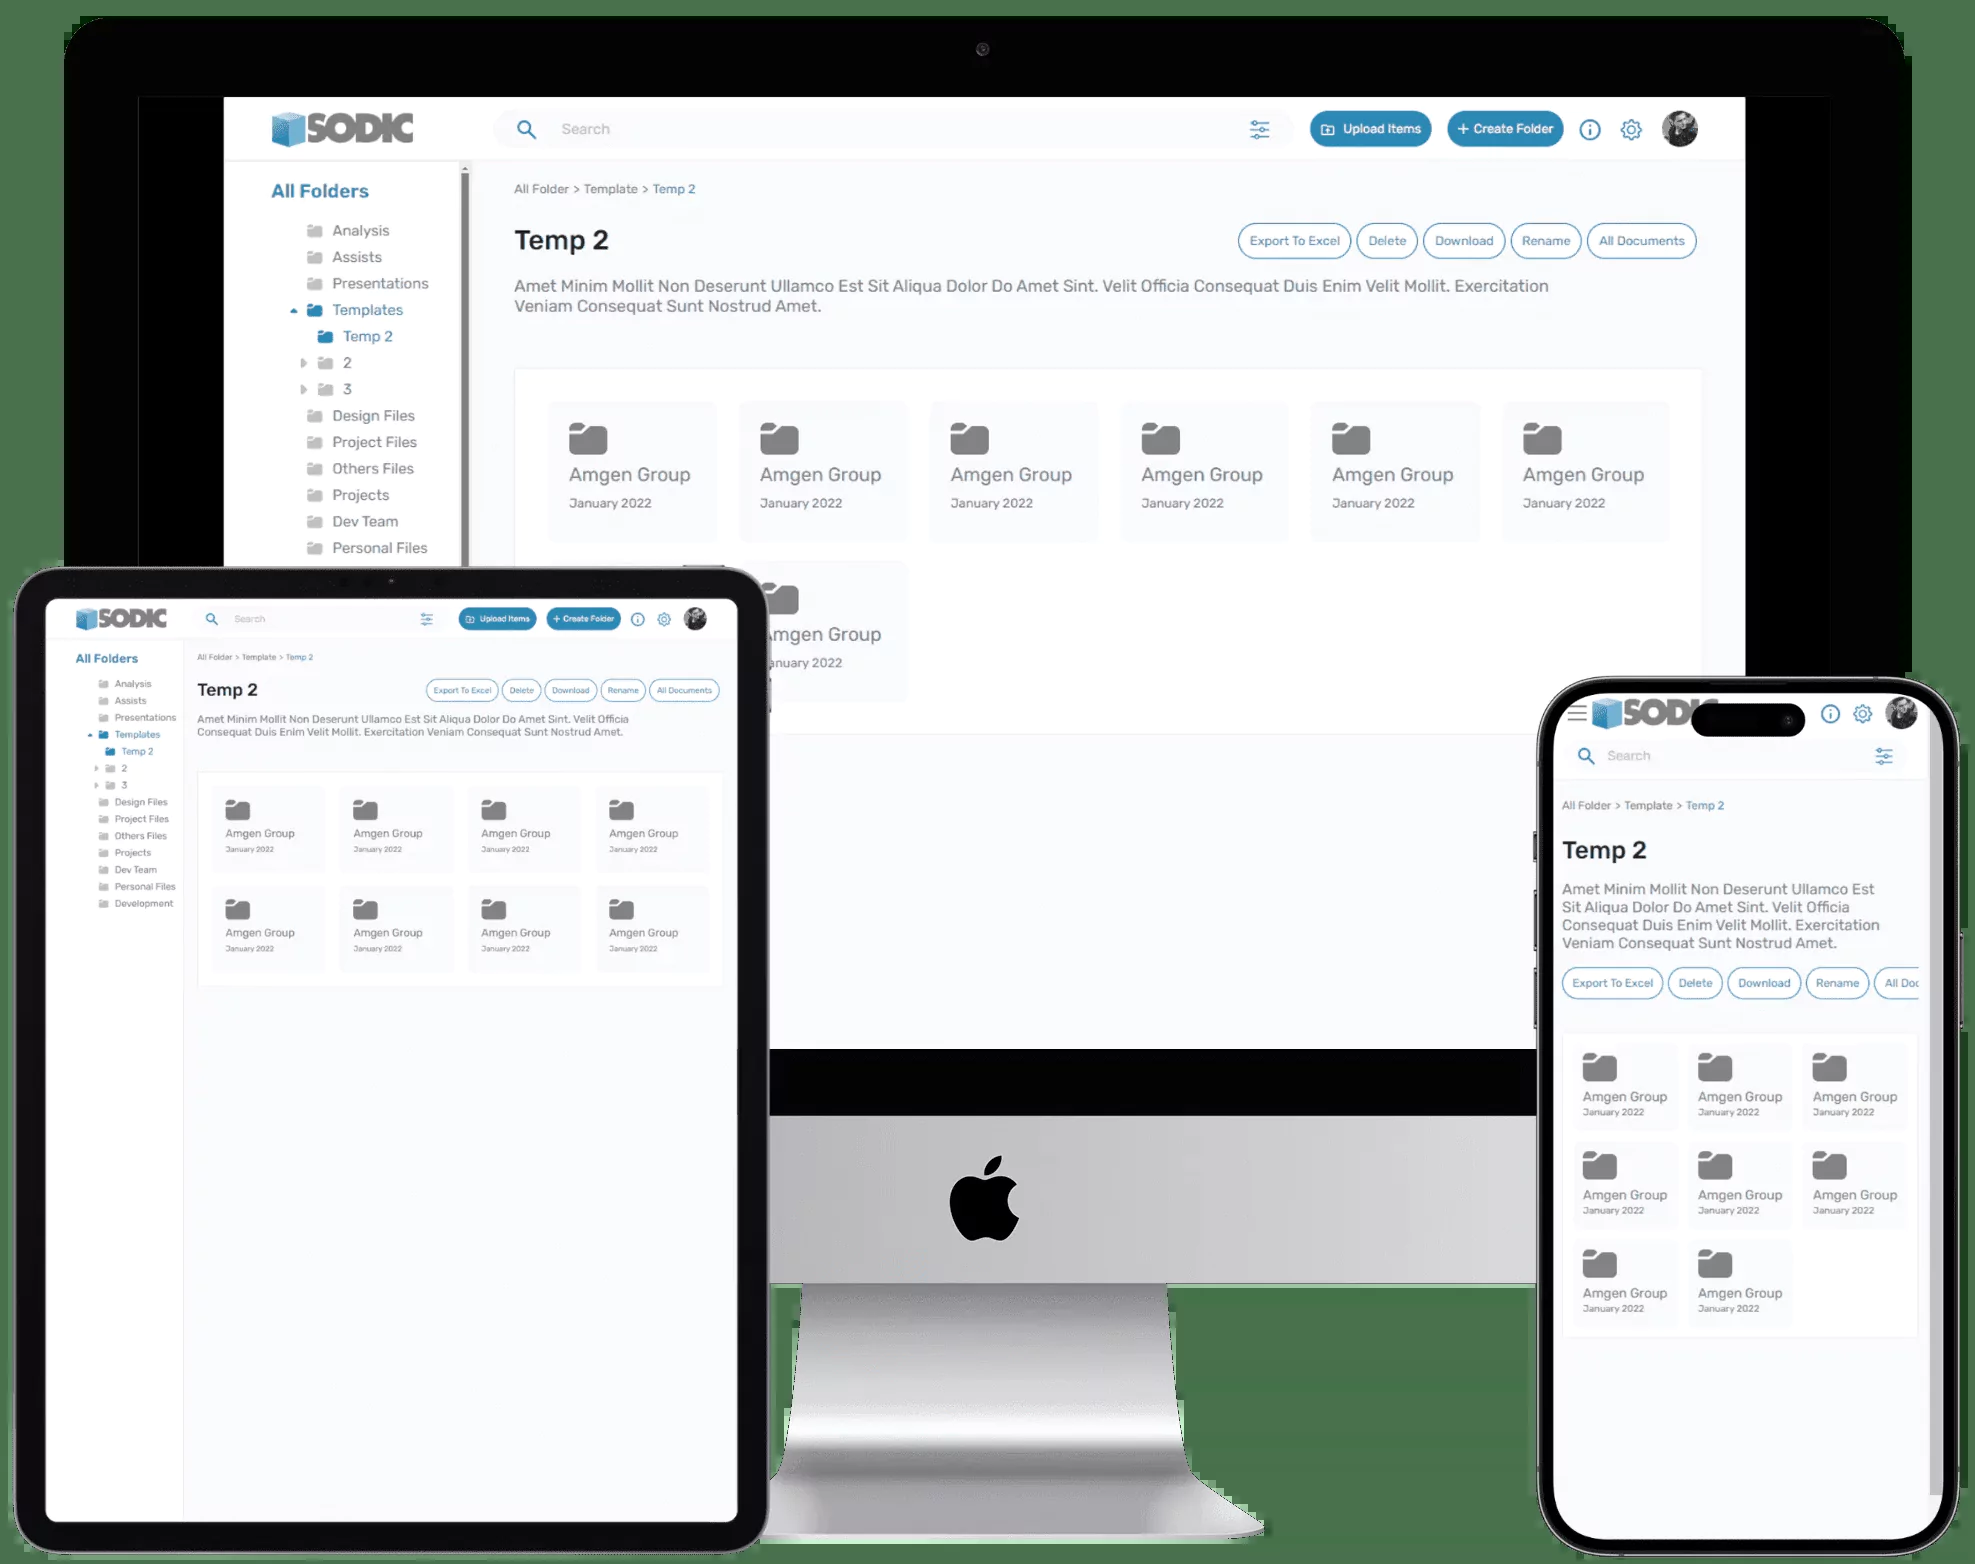 SODIC
Search
Upload Items
+ Create Folder
All Folders
Analysis
Assists
Presentations
Templates
Temp 2
2
3
Design Files
Project Files
Others Files
Projects
Dev Team
Personal Files
All Folder > Template > Temp 2
Temp 2
Export To Excel
Delete
Download
Rename
All Documents
Amet Minim Mollit Non Deserunt Ullamco Est Sit Aliqua Dolor Do Amet Sint. Velit Officia Consequat Duis Enim Velit Mollit. Exercitation
Veniam Consequat Sunt Nostrud Amet.
Amgen Group
January 2022
Amgen Group
January 2022
Amgen Group
January 2022
Amgen Group
January 2022
Amgen Group
January 2022
Amgen Group
January 2022
mgen Group
anuary 2022
SODIC
Search
Upload Items
+ Create Folder
All Folders
Analysis
Assists
Presentations
Templates
Temp 2
2
3
Design Files
Project Files
Others Files
Projects
Dev Team
Personal Files
Development
All Folder > Template > Temp 2
Temp 2
Export To Excel
Delete
Download
Rename
All Documents
Amet Minim Mollit Non Deserunt Ullamco Est Sit Aliqua Dolor Do Amet Sint. Velit Officia
Consequat Duis Enim Velit Mollit. Exercitation Veniam Consequat Sunt Nostrud Amet.
Amgen Group
January 2022
Amgen Group
January 2022
Amgen Group
January 2022
Amgen Group
January 2022
Amgen Group
January 2022
Amgen Group
January 2022
Amgen Group
January 2022
Amgen Group
January 2022
SODIC
Search
All Folder > Template > Temp 2
Temp 2
Amet Minim Mollit Non Deserunt Ullamco Est
Sit Aliqua Dolor Do Amet Sint. Velit Officia
Consequat Duis Enim Velit Mollit. Exercitation
Veniam Consequat Sunt Nostrud Amet.
Export To Excel
Delete
Download
Rename
All Doc
Amgen Group
January 2022
Amgen Group
January 2022
Amgen Group
January 2022
Amgen Group
January 2022
Amgen Group
January 2022
Amgen Group
January 2022
Amgen Group
January 2022
Amgen Group
January 2022